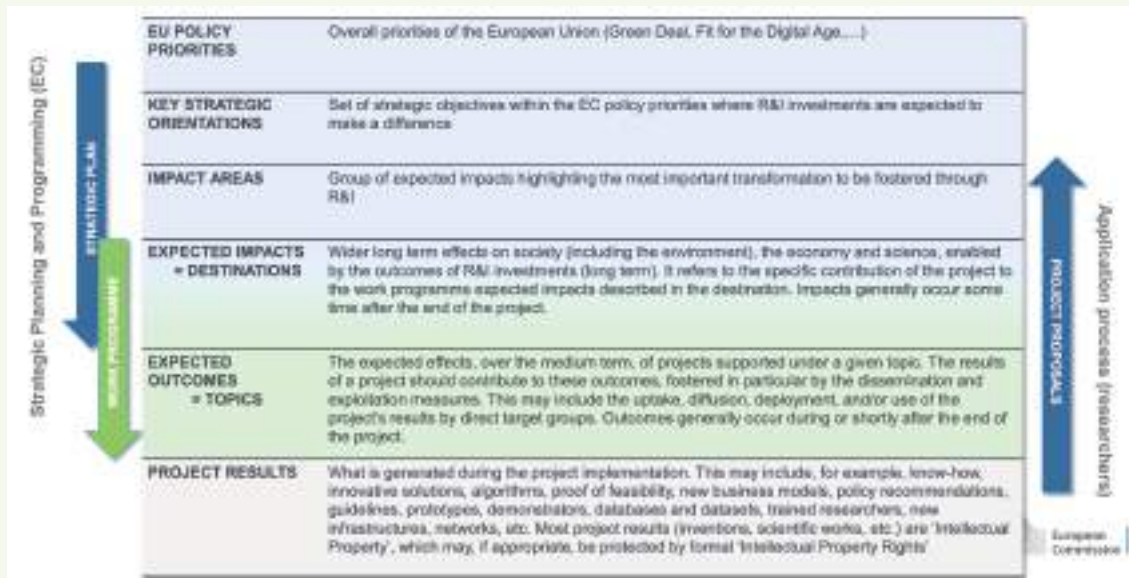 Strategic Planning and Programming (EC)
STRATEGIC PLAN
WORK PROGRAMME
EU POLICY
PRIORITIES
Overall priorities of the European Union (Green Deal, Fit for the Digital Age,...)
KEY STRATEGIC
ORIENTATIONS
Set of strategic objectives within the EC policy priorities where R&I investments are expected to
make a difference
IMPACT AREAS
Group of expected impacts highlighting the most important transformation to be fostered through
R&I
EXPECTED IMPACTS
= DESTINATIONS
Wider long term effects on society (including the environment), the economy and science, enabled
by the outcomes of R&I investments (long term). It refers to the specific contribution of the project to
the work programme expected impacts described in the destination. Impacts generally occur some
time after the end of the project.
EXPECTED
OUTCOMES
= TOPICS
The expected effects, over the medium term, of projects supported under a given topic. The results
of a project should contribute to these outcomes, fostered in particular by the dissemination and
exploitation measures. This may include the uptake, diffusion, deployment, and/or use of the
project's results by direct target groups. Outcomes generally occur during or shortly after the end of
the project.
PROJECT RESULTS
What is generated during the project implementation. This may include, for example, know-how,
innovative solutions, algorithms, proof of feasibility, new business models, policy recommendations,
guidelines, prototypes, demonstrators, databases and datasets, trained researchers, new
infrastructures, networks, etc. Most project results (inventions, scientific works, etc.) are 'Intellectual
Property', which may, if appropriate, be protected by formal 'Intellectual Property Rights'
PROJECT PROPOSALS
Application process (researchers)
European
Commission